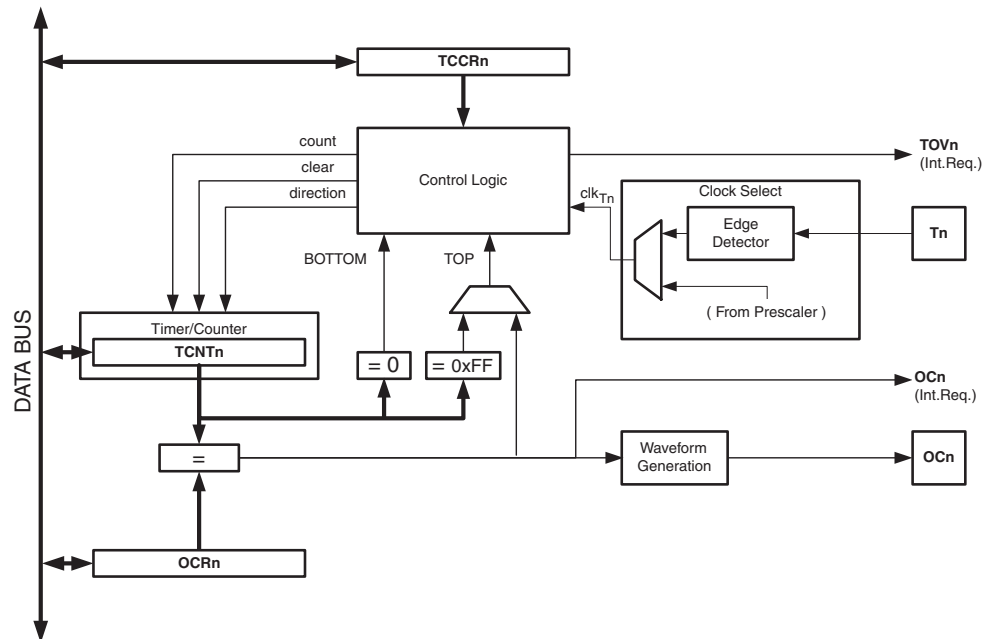 TCCRn
count
clear
direction
Control Logic
TOVn
(Int.Req.)
clkTn
Clock Select
Edge
Detector
Tn
( From Prescaler )
BOTTOM
TOP
DATA BUS
Timer/Counter
TCNTn
= 0
= 0xFF
OCn
(Int.Req.)
=
Waveform
Generation
OCn
OCRn